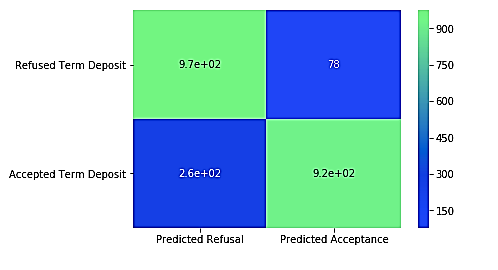 Refused Term Deposit
9.7e+02
78
Accepted Term Deposit
2.6e+02
9.2e+02
Predicted Refusal
Predicted Acceptance
900
750
600
450
300
150